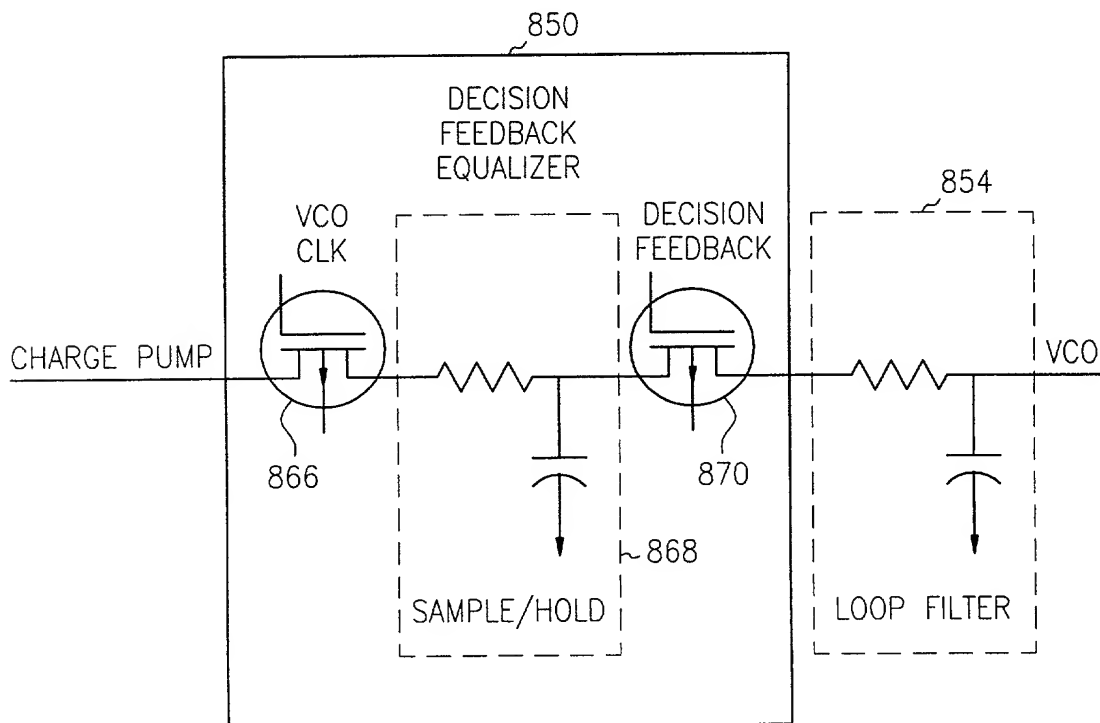 850
DECISION
FEEDBACK
EQUALIZER
854
VCO
CLK
DECISION
FEEDBACK
CHARGE PUMP
VCO
866
870
868
SAMPLE/HOLD
LOOP FILTER